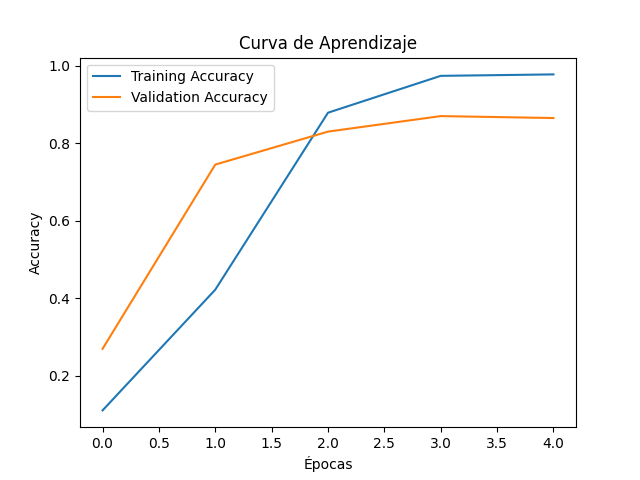 Curva de Aprendizaje
Training Accuracy
Validation Accuracy
1.0
0.8
0.6
0.4
0.2
Accuracy
0.0 0.5 1.0 1.5 2.0 2.5 3.0 3.5 4.0
Épocas